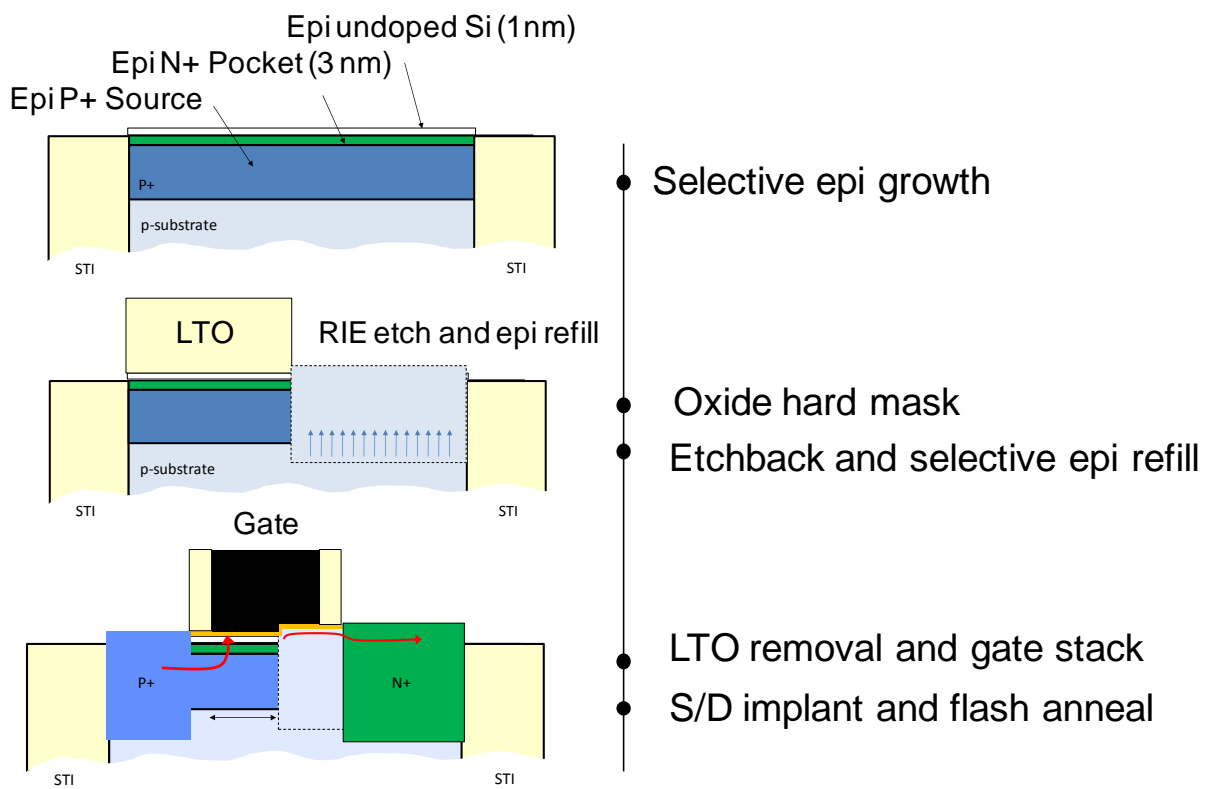 Epi undoped Si (1nm)
Epi N+ Pocket (3 nm)
Epi P+ Source
P+
p-substrate
STI
STI
Selective epi growth
LTO
RIE etch and epi refill
p-substrate
STI
STI
Oxide hard mask
Etchback and selective epi refill
Gate
P+
N+
STI
STI
LTO removal and gate stack
S/D implant and flash anneal